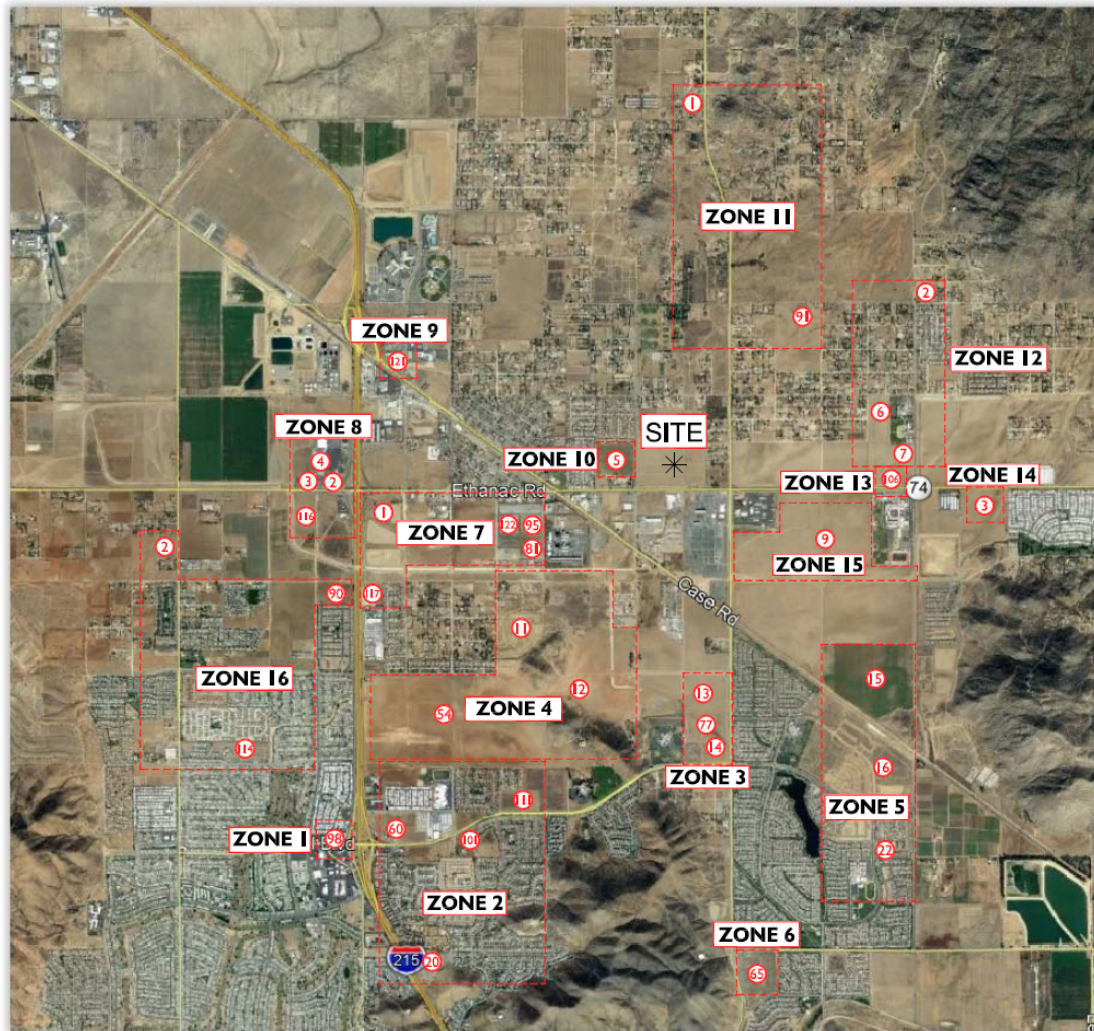 1
ZONE 11
91
2
ZONE 12
6
7
ZONE 9
121
ZONE 8
4
3
2
116
ZONE 10
5
SITE
Ethanac Rd
ZONE 13
106
74
ZONE 14
3
1
ZONE 7
122
95
81
9
ZONE 15
2
90
117
Case Rd
11
ZONE 16
114
12
54
ZONE 4
13
77
14
ZONE 3
15
16
ZONE 5
22
111
60
101
ZONE 1
98
ZONE 2
215
20
ZONE 6
65